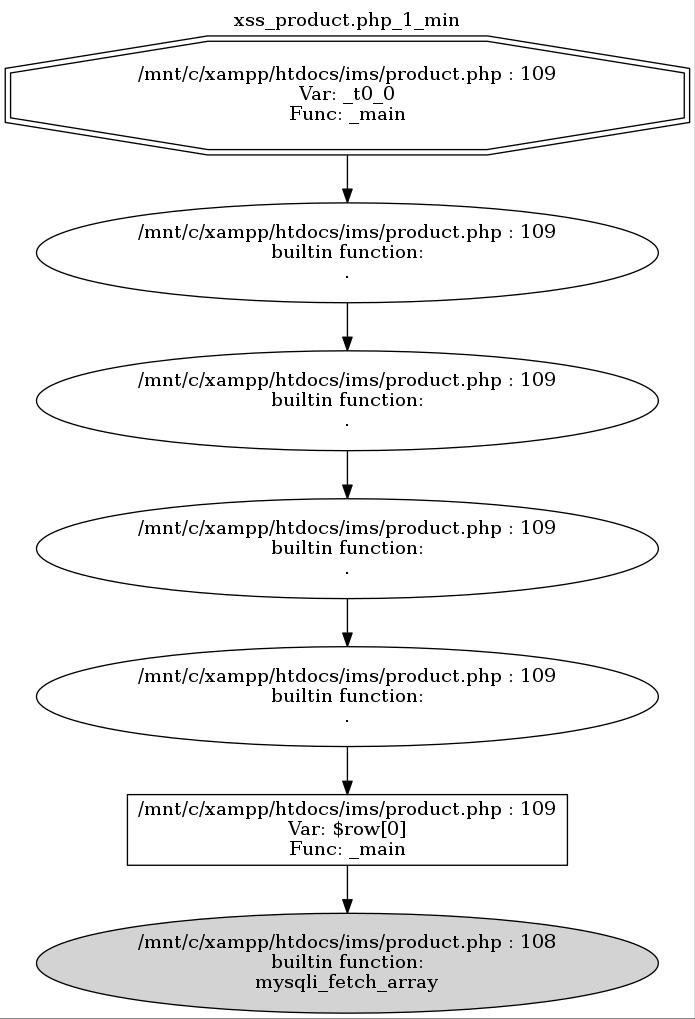 xss_product.php_1_min
/mnt/c/xampp/htdocs/ims/product.php : 109
Var: _t0_0
Func: _main
/mnt/c/xampp/htdocs/ims/product.php : 109
builtin function:
.
/mnt/c/xampp/htdocs/ims/product.php : 109
builtin function:
.
/mnt/c/xampp/htdocs/ims/product.php : 109
builtin function:
.
/mnt/c/xampp/htdocs/ims/product.php : 109
builtin function:
.
/mnt/c/xampp/htdocs/ims/product.php : 109
Var: $row[0]
Func: _main
/mnt/c/xampp/htdocs/ims/product.php : 108
builtin function:
mysqli_fetch_array